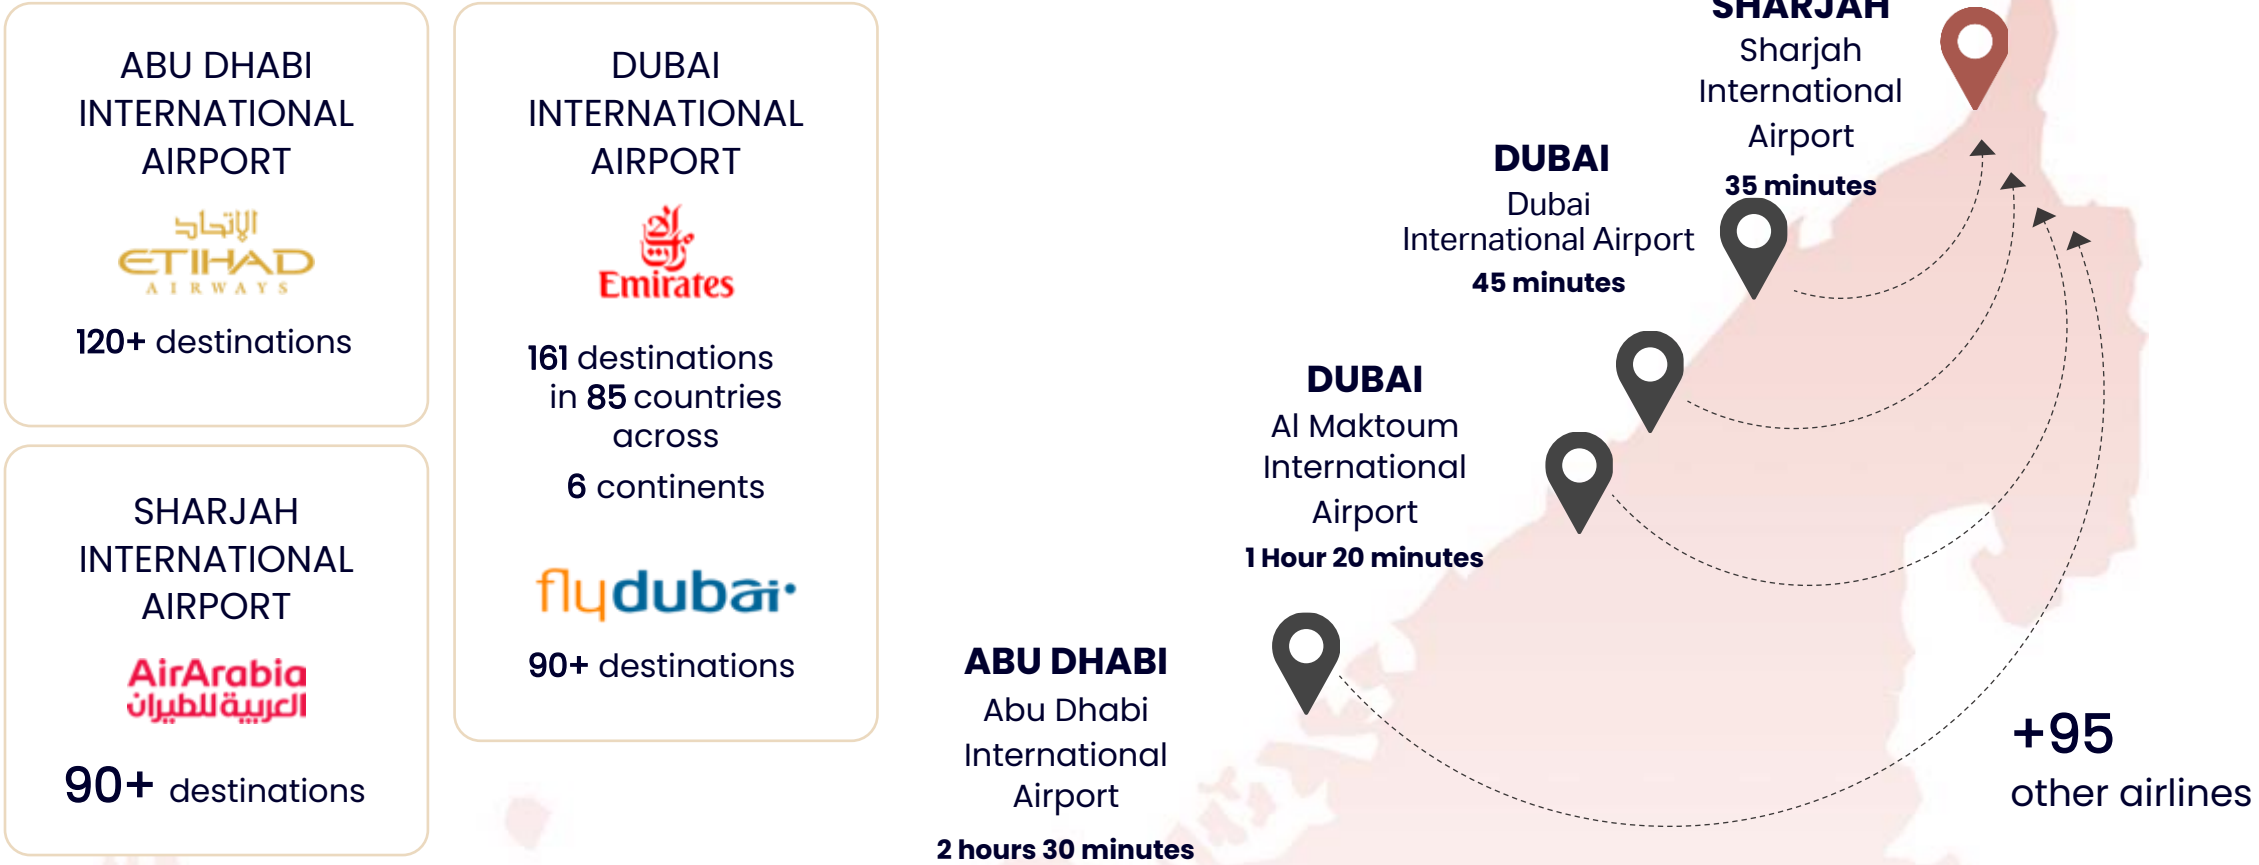 ABU DHABI
INTERNATIONAL
AIRPORT
الإتحاد
ETIHAD
AIRWAYS
120+ destinations
SHARJAH
INTERNATIONAL
AIRPORT
AirArabia
العربية للطيران
90+ destinations
DUBAI
INTERNATIONAL
AIRPORT
Emirates
161 destinations
in 85 countries
across
6 continents
flydubai
90+ destinations
SHARJAH
Sharjah
International
Airport
35 minutes
DUBAI
Dubai
International Airport
45 minutes
DUBAI
Al Maktoum
International
Airport
1 Hour 20 minutes
ABU DHABI
Abu Dhabi
International
Airport
2 hours 30 minutes
+95
other airlines